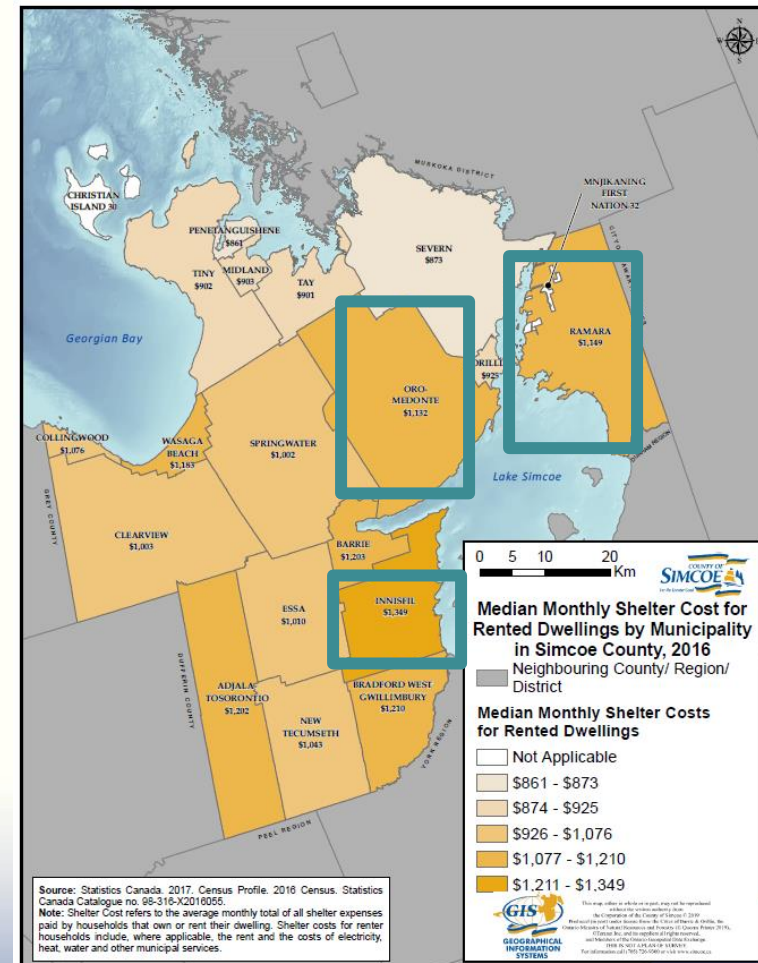 N
W
S
MUSKOKA DISTRICT
MNJIKANING
FIRST
NATION 32
CHRISTIAN
ISLAND 30
PENETANGUISHENE
$861
SEVERN
$873
TINY
$902
MIDLAND
$903
TAY
$901
RAMARA
$1,149
Georgian Bay
$925
ORO-
MEDONTE
$1,132
COLLINGWOOD
$1,076
WASAGA
BEACH
$1,183
SPRINGWATER
$1,002
Lake Simcoe
DURHAM REGION
GREY COUNTY
CLEARVIEW
$1,003
BARRIE
$1,203
ESSA
$1,010
INNISFIL
$1,349
DUFFERIN COUNTY
ADJALA
TOSORONTIO
$1,202
BRADFORD WEST
GWILLIMBURY
$1,210
NEW
TECUMSETH
$1,043
YORK REGION
PEEL REGION
0 5 10 20
Km
COUNTY OF
SIMCOE
Median Monthly Shelter Cost for
Rented Dwellings by Municipality
in Simcoe County, 2016
Neighbouring County/ Region/
District
Median Monthly Shelter Costs
for Rented Dwellings
Not Applicable
$861 - $873
$874 - $925
$926 - $1,076
$1,077 - $1,210
$1,211 - $1,349
GIS
GEOGRAPHICAL
INFORMATION
SYSTEMS
Source: Statistics Canada. 2017. Census Profile. 2016 Census. Statistics
Canada Catalogue no. 98-316-X2016055.
Note: Shelter Cost refers to the average monthly total of all shelter expenses
paid by households that own or rent their dwelling. Shelter costs for renter
households include, where applicable, the rent and the costs of electricity,
heat, water and other municipal services.